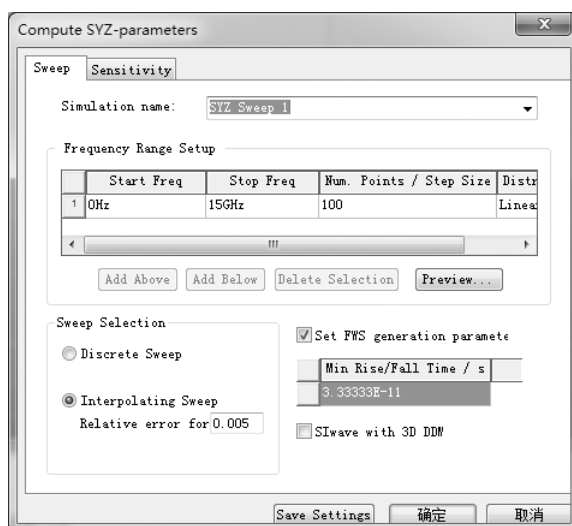 Compute SYZ-parameters
Sweep Sensitivity
Simulation name: SYZ Sweep 1
Frequency Range Setup
Start Freq Stop Freq Num. Points / Step Size Distr
1 0Hz 15GHz 100 Linea
Add Above Add Below Delete Selection Preview...
Sweep Selection
Discrete Sweep
Interpolating Sweep
Relative error for 0.005
Set FWS generation paramete
Min Rise/Fall Time / s
3.33333E-11
SIwave with 3D DDM
Save Settings 确定 取消